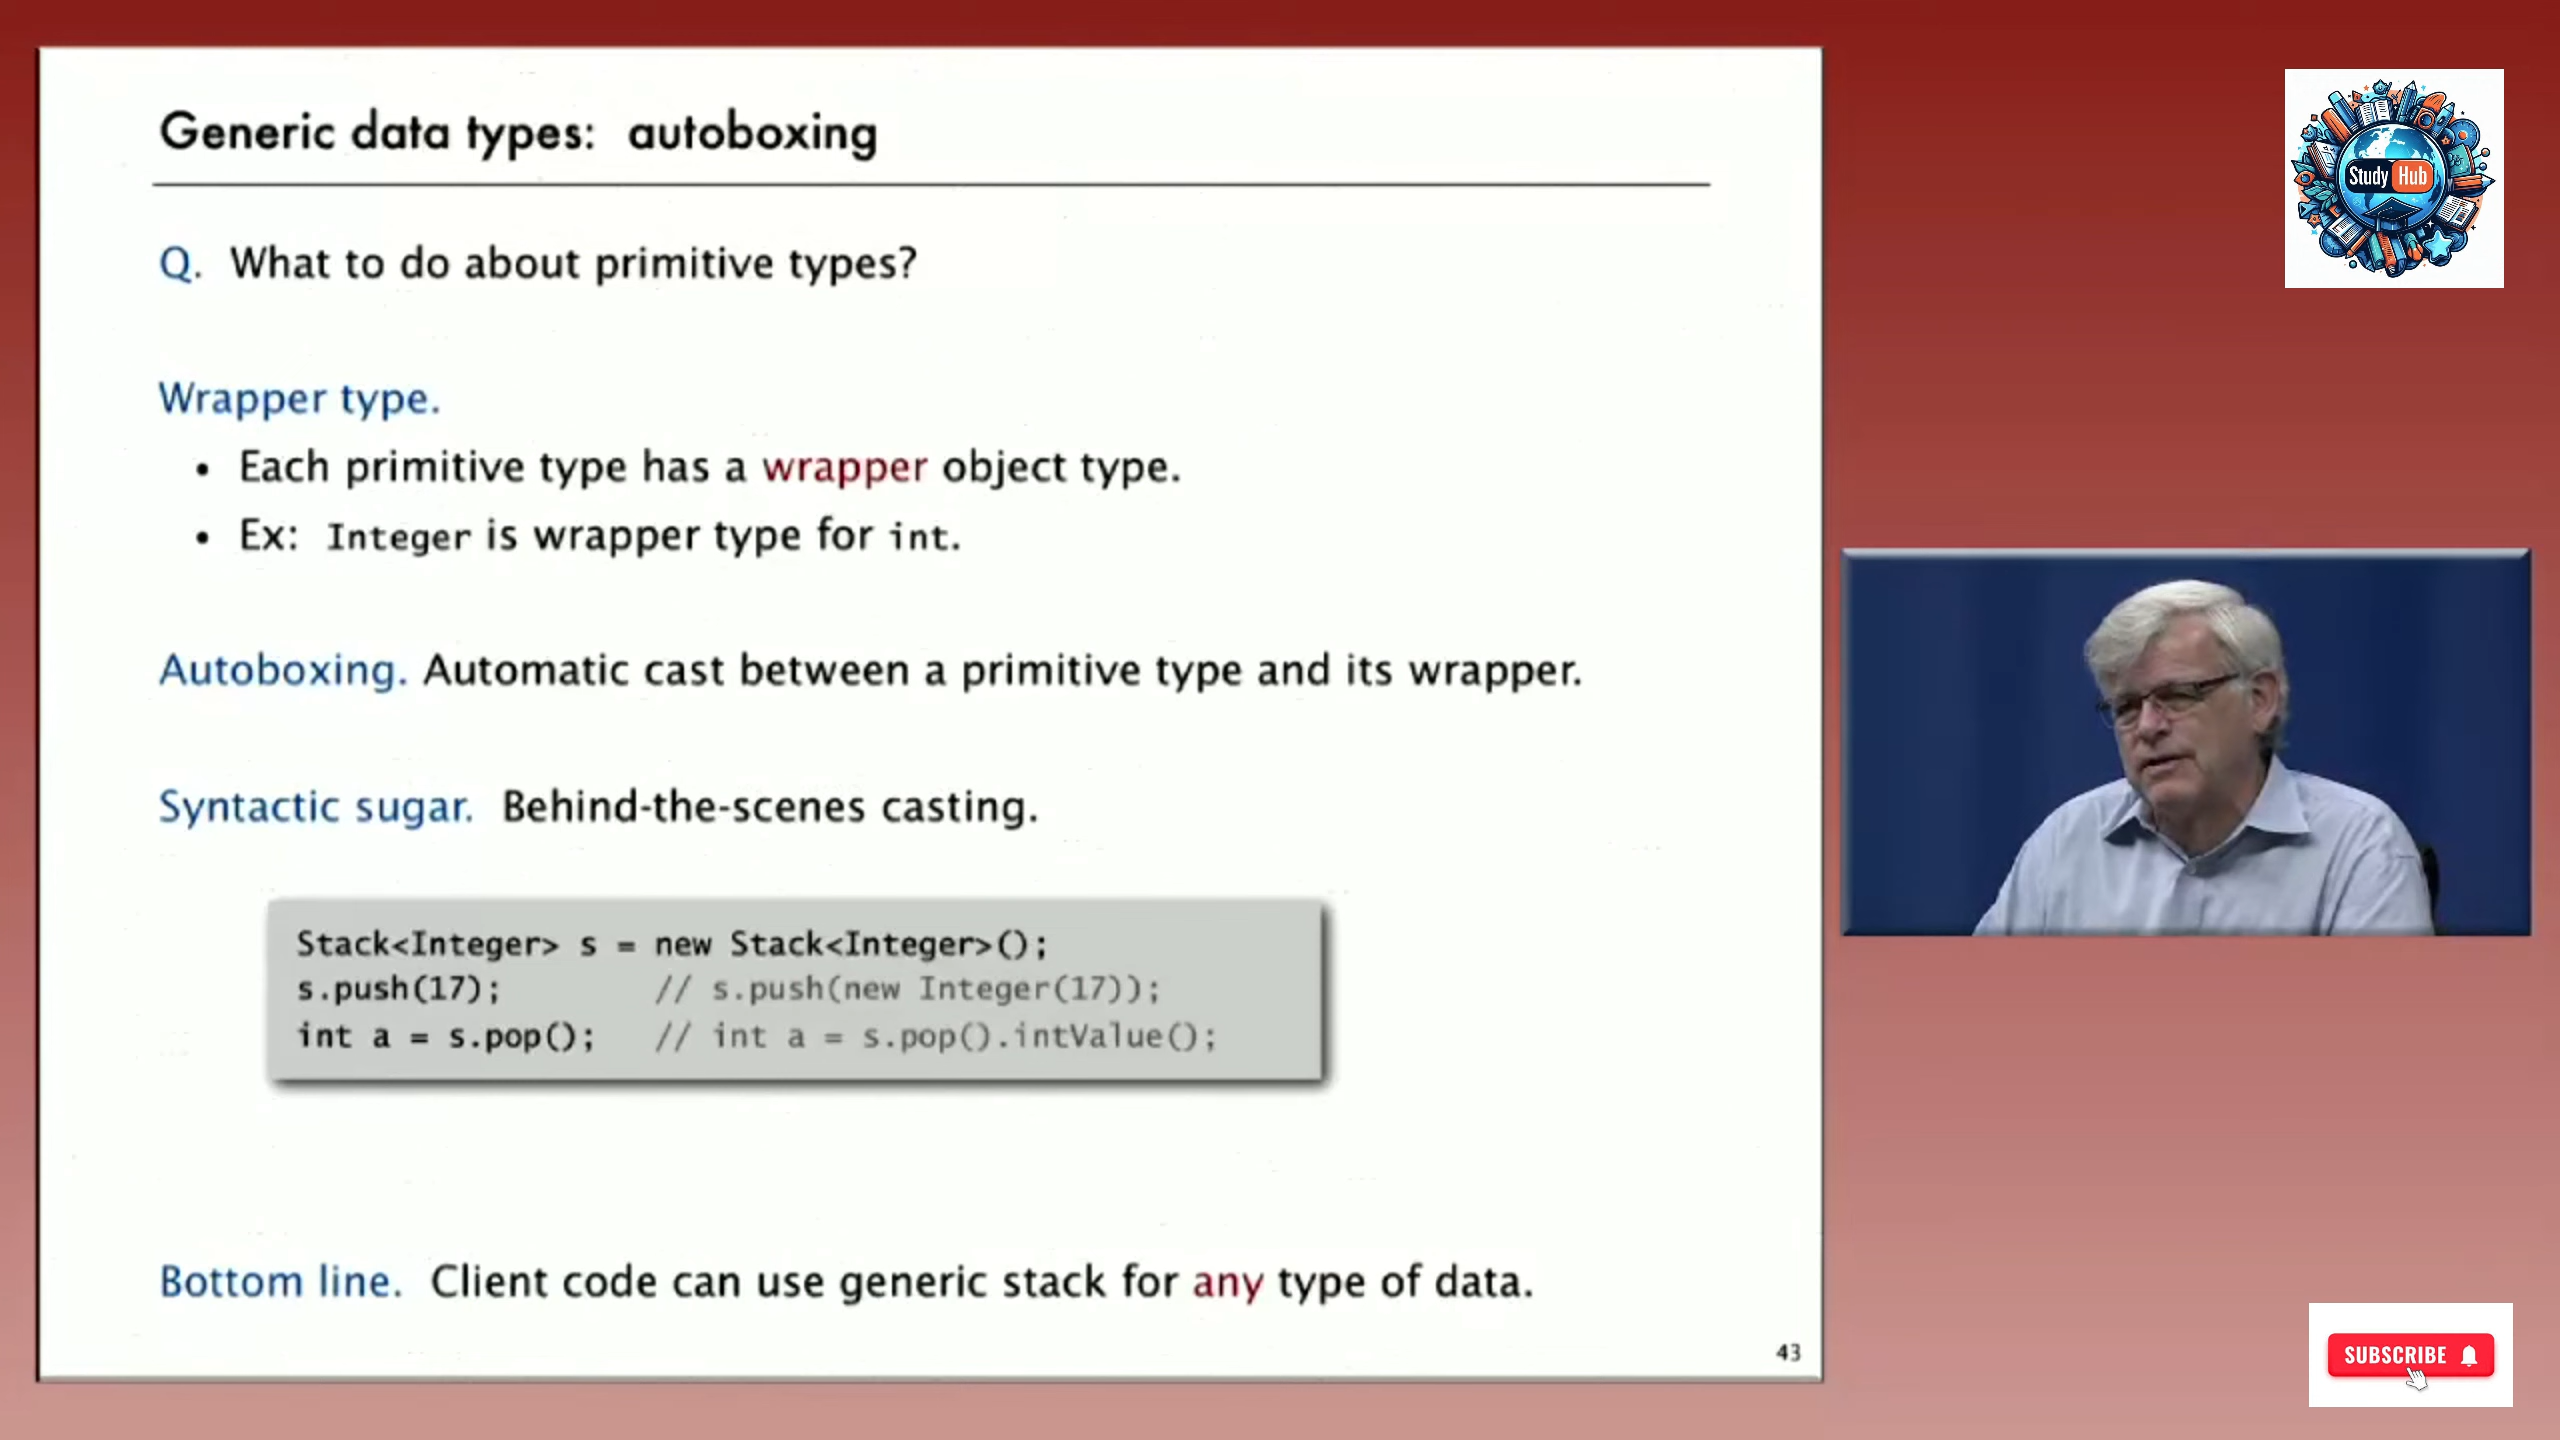 Generic data types: autoboxing
Q. What to do about primitive types?
Wrapper type.
• Each primitive type has a wrapper object type.
• Ex: Integer is wrapper type for int.
Autoboxing. Automatic cast between a primitive type and its wrapper.
Syntactic sugar. Behind-the-scenes casting.
Stack<Integer> s = new Stack<Integer>();
s.push(17); // s.push(new Integer(17));
int a = s.pop(); // int a = s.pop().intValue();
Bottom line. Client code can use generic stack for any type of data.
43
Study Hub
SUBSCRIBE